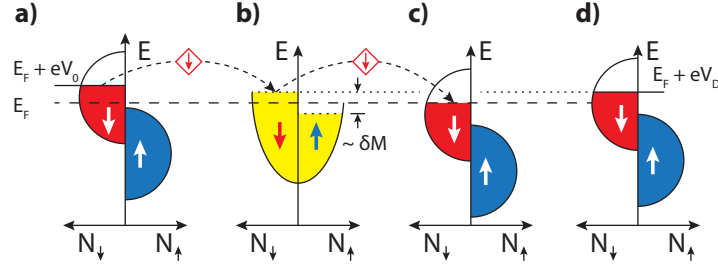 a) b) c) d)
E E E E
E_F + eV_0
E_F + eV_D
E_F
~ δM
N↓ N↑ N↓ N↑ N↓ N↑ N↓ N↑